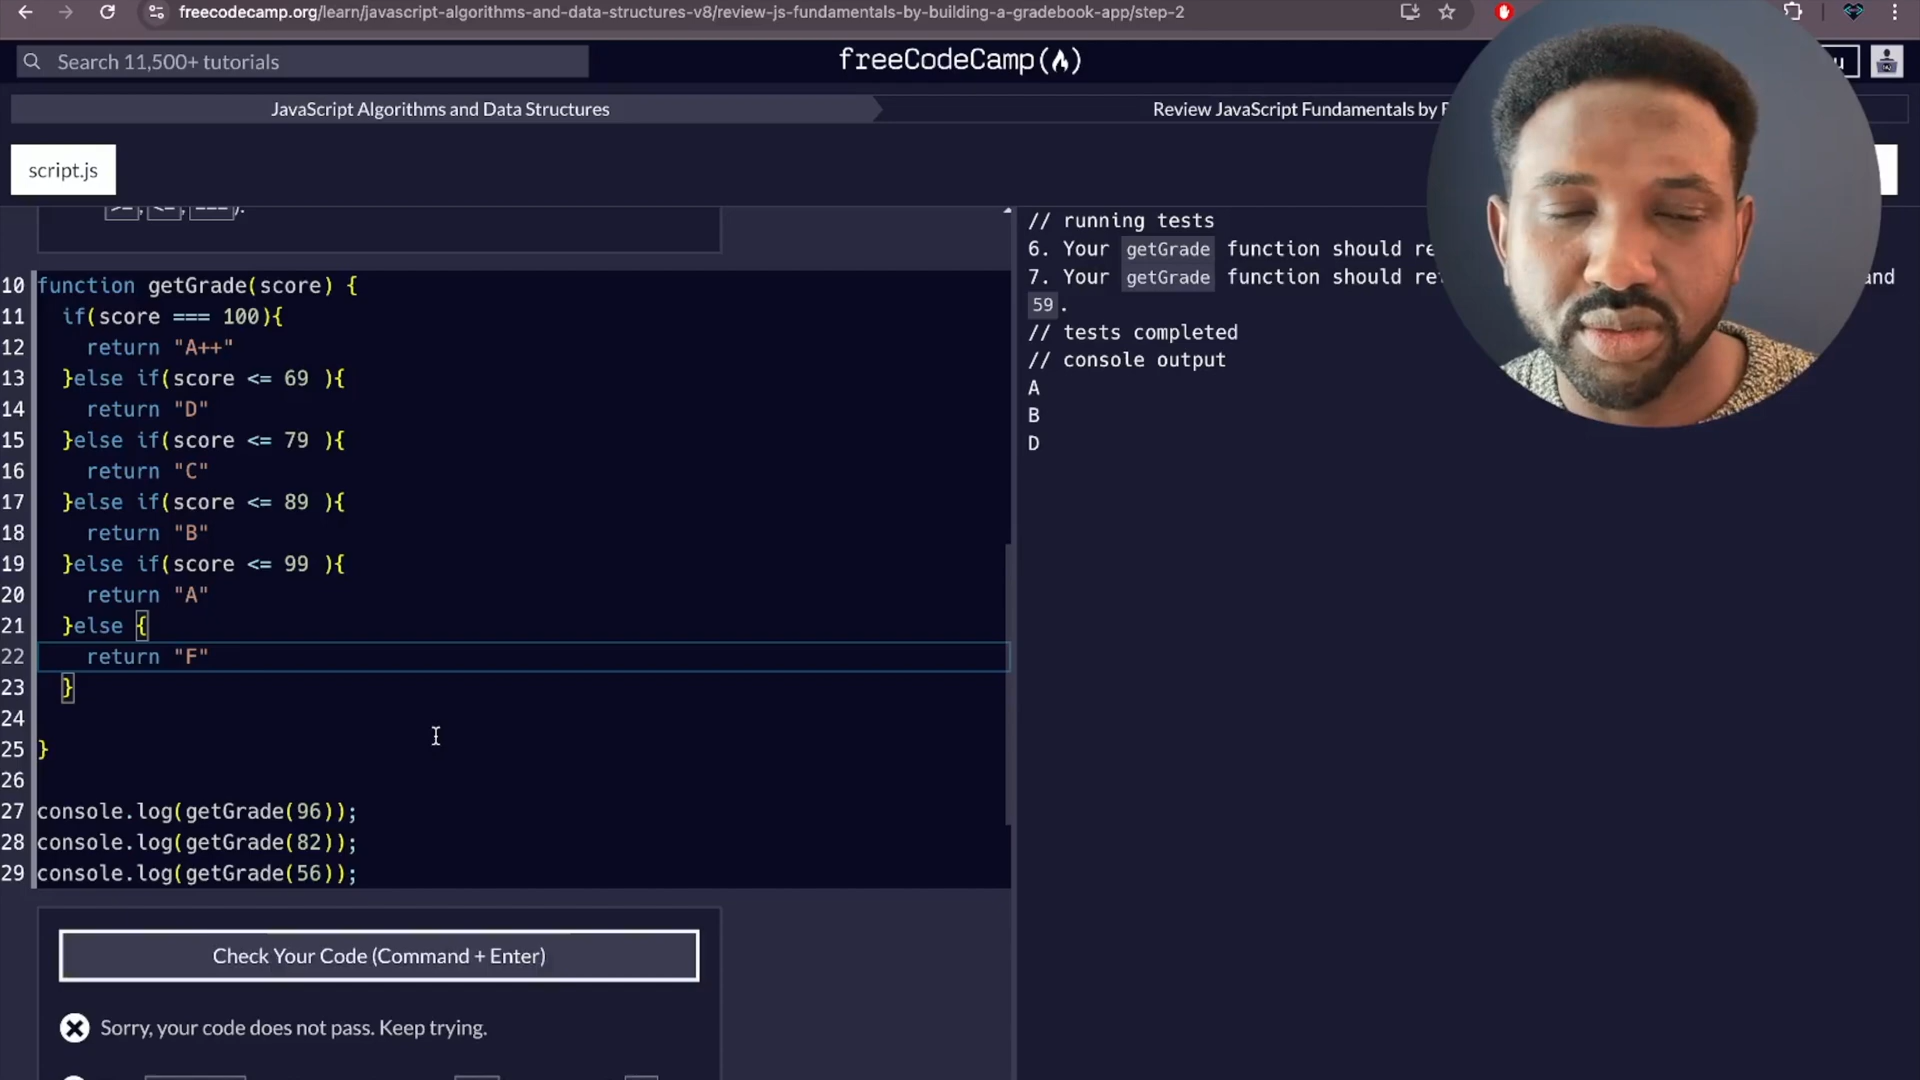 freecodecamp.org/learn/javascript-algorithms-and-data-structures-v8/review-js-fundamentals-by-building-a-gradebook-app/step-2
Search 11,500+ tutorials
freeCodeCamp
JavaScript Algorithms and Data Structures
Review JavaScript Fundamentals by
script.js
>=, <=, ===).
10 function getGrade(score) {
11 if(score === 100){
12 return "A++"
13 }else if(score <= 69 ){
14 return "D"
15 }else if(score <= 79 ){
16 return "C"
17 }else if(score <= 89 ){
18 return "B"
19 }else if(score <= 99 ){
20 return "A"
21 }else {
22 return "F"
23 }
24
25 }
26
27 console.log(getGrade(96));
28 console.log(getGrade(82));
29 console.log(getGrade(56));
Check Your Code (Command + Enter)
Sorry, your code does not pass. Keep trying.
// running tests
6. Your getGrade function should
7. Your getGrade function should and
59.
// tests completed
// console output
A
B
D